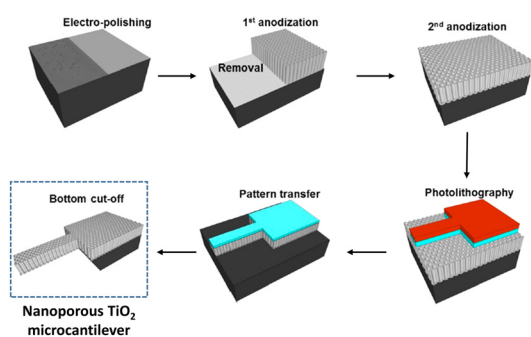 Electro-polishing
1st anodization
Removal
2nd anodization
Photolithography
Pattern transfer
Bottom cut-off
Nanoporous TiO2
microcantilever